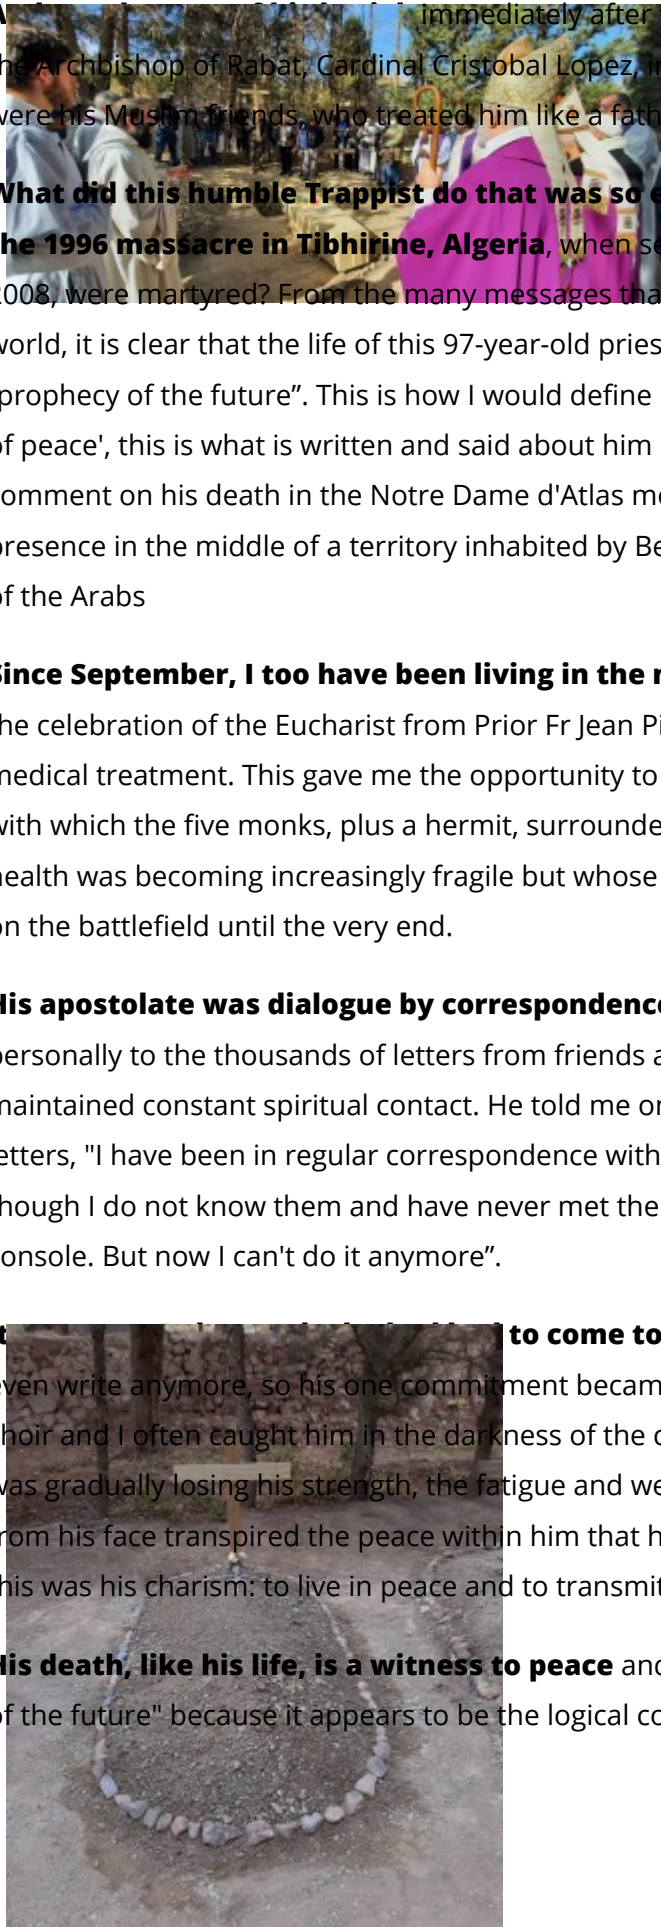 immediately after
he Archbishop of Rabat, Cardinal Cristobal Lopez, i
were his Muslim friends, who treated him like a fath
What did this humble Trappist do that was so e
the 1996 massacre in Tibhirine, Algeria, when se
2008, were martyred? From the many messages tha
world, it is clear that the life of this 97-year-old pries
prophecy of the future”. This is how I would define
of peace', this is what is written and said about him
comment on his death in the Notre Dame d'Atlas mo
presence in the middle of a territory inhabited by Be
of the Arabs
Since September, I too have been living in the
the celebration of the Eucharist from Prior Fr Jean Pi
medical treatment. This gave me the opportunity to
with which the five monks, plus a hermit, surrounde
health was becoming increasingly fragile but whose
on the battlefield until the very end.
His apostolate was dialogue by correspondence
personally to the thousands of letters from friends a
maintained constant spiritual contact. He told me on
letters, "I have been in regular correspondence with
though I do not know them and have never met the
console. But now I can't do it anymore”.
to come to
even write anymore, so his one commitment becam
choir and I often caught him in the darkness of the c
was gradually losing his strength, the fatigue and we
from his face transpired the peace within him that h
this was his charism: to live in peace and to transmit
His death, like his life, is a witness to peace and
of the future" because it appears to be the logical co